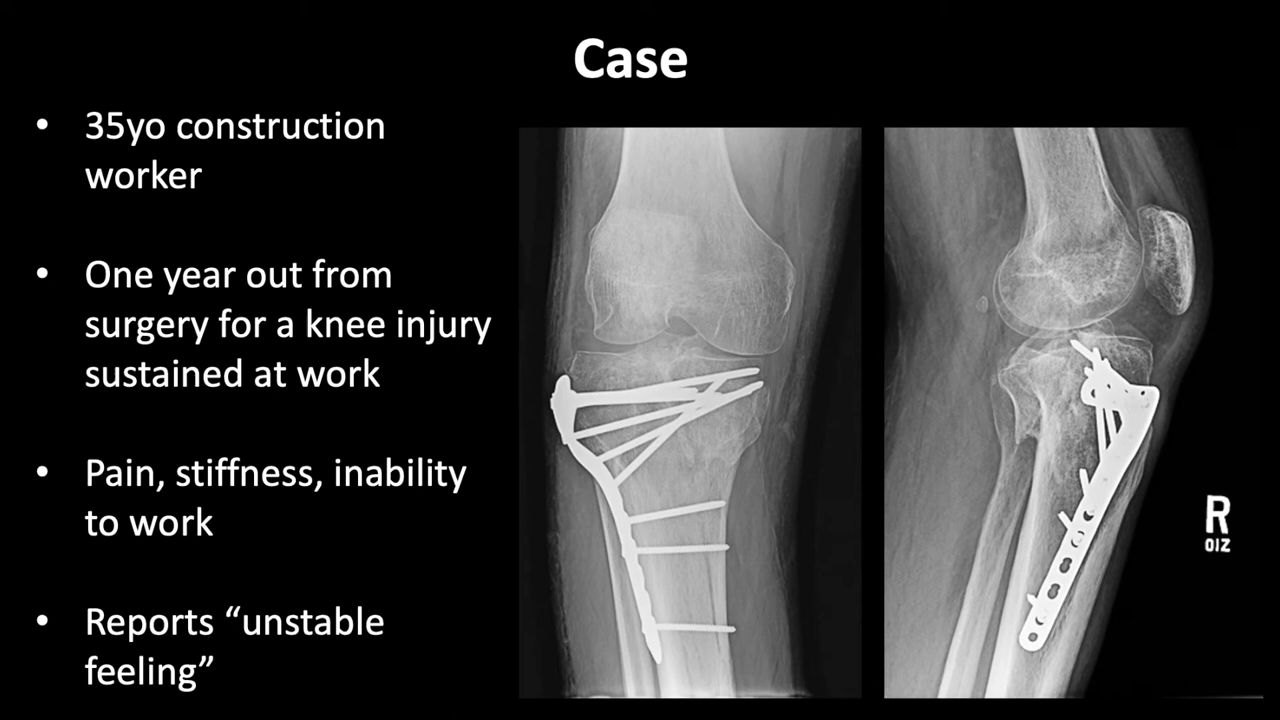 Case
• 35yo construction
worker
• One year out from
surgery for a knee injury
sustained at work
• Pain, stiffness, inability
to work
• Reports “unstable
feeling”
R
OIZ